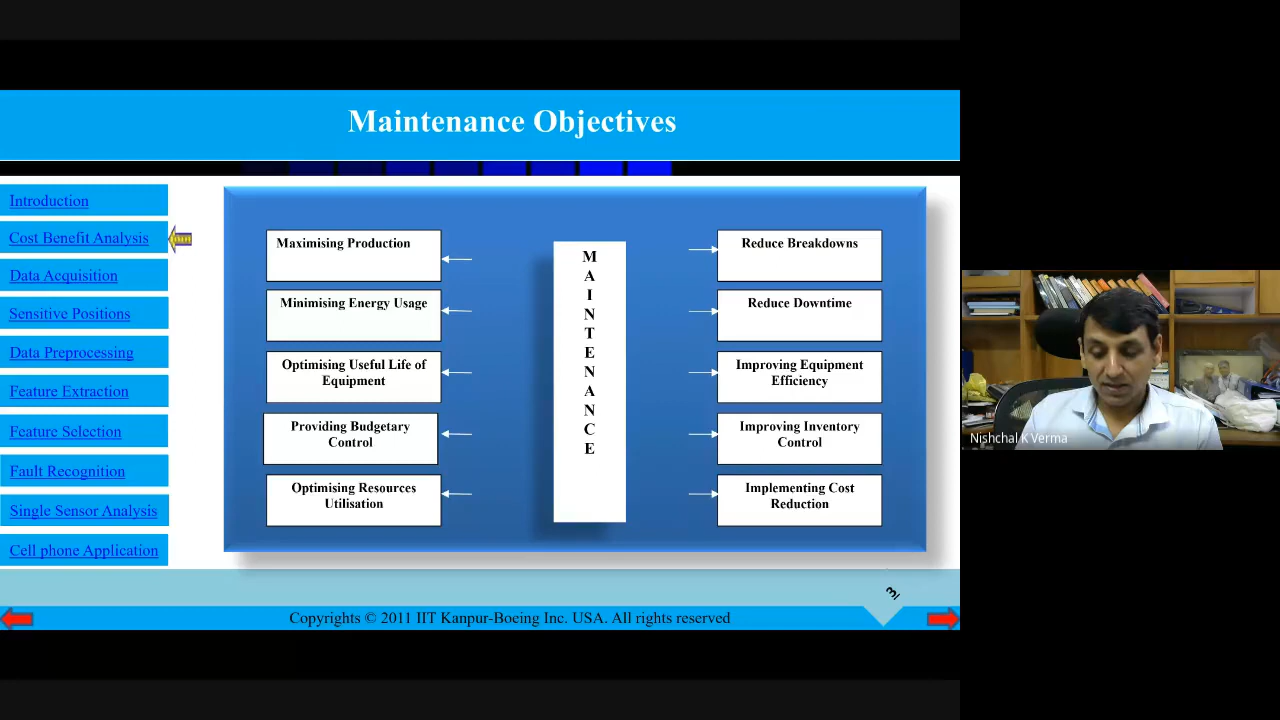 Maintenance Objectives
Introduction
Cost Benefit Analysis
Data Acquisition
Sensitive Positions
Data Preprocessing
Feature Extraction
Feature Selection
Fault Recognition
Single Sensor Analysis
Cell phone Application
Maximising Production
Minimising Energy Usage
Optimising Useful Life of
Equipment
Providing Budgetary
Control
Optimising Resources
Utilisation
M
A
I
N
T
E
N
A
N
C
E
Reduce Breakdowns
Reduce Downtime
Improving Equipment
Efficiency
Improving Inventory
Control
Implementing Cost
Reduction
3/
Copyrights © 2011 IIT Kanpur-Boeing Inc. USA. All rights reserved
Nishchal K Verma